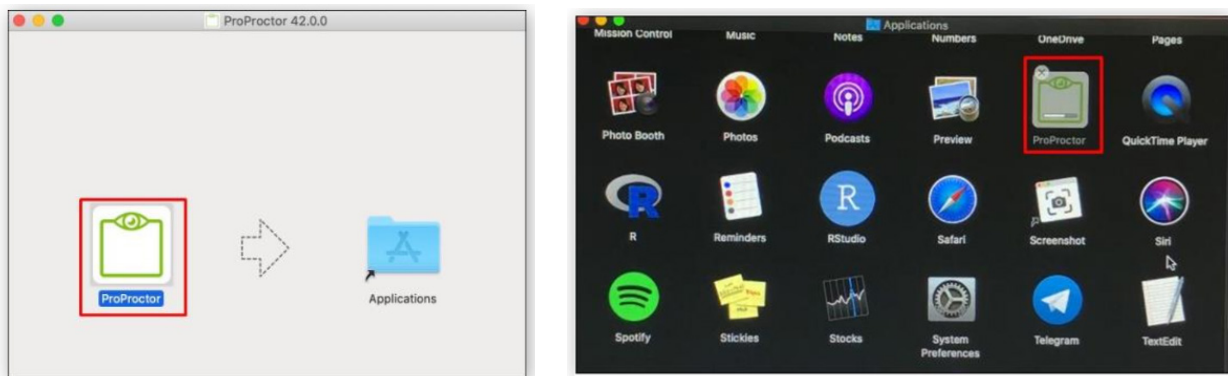 ProProctor 42.0.0
ProProctor
Applications
Applications
Mission Control Music Notes Numbers OneDrive Pages
Photo Booth Photos Podcasts Preview ProProctor QuickTime Player
R Reminders RStudio Safari Screenshot Siri
R
Spotify Stickies Stocks System Preferences Telegram TextEdit